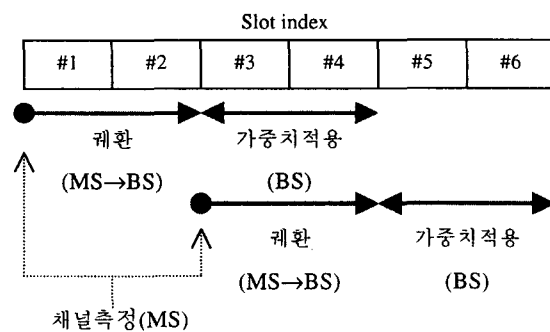 Slot index
#1 #2 #3 #4 #5 #6
궤환 가중치적용
(MS→BS) (BS)
궤환 가중치적용
(MS→BS) (BS)
채널측정(MS)